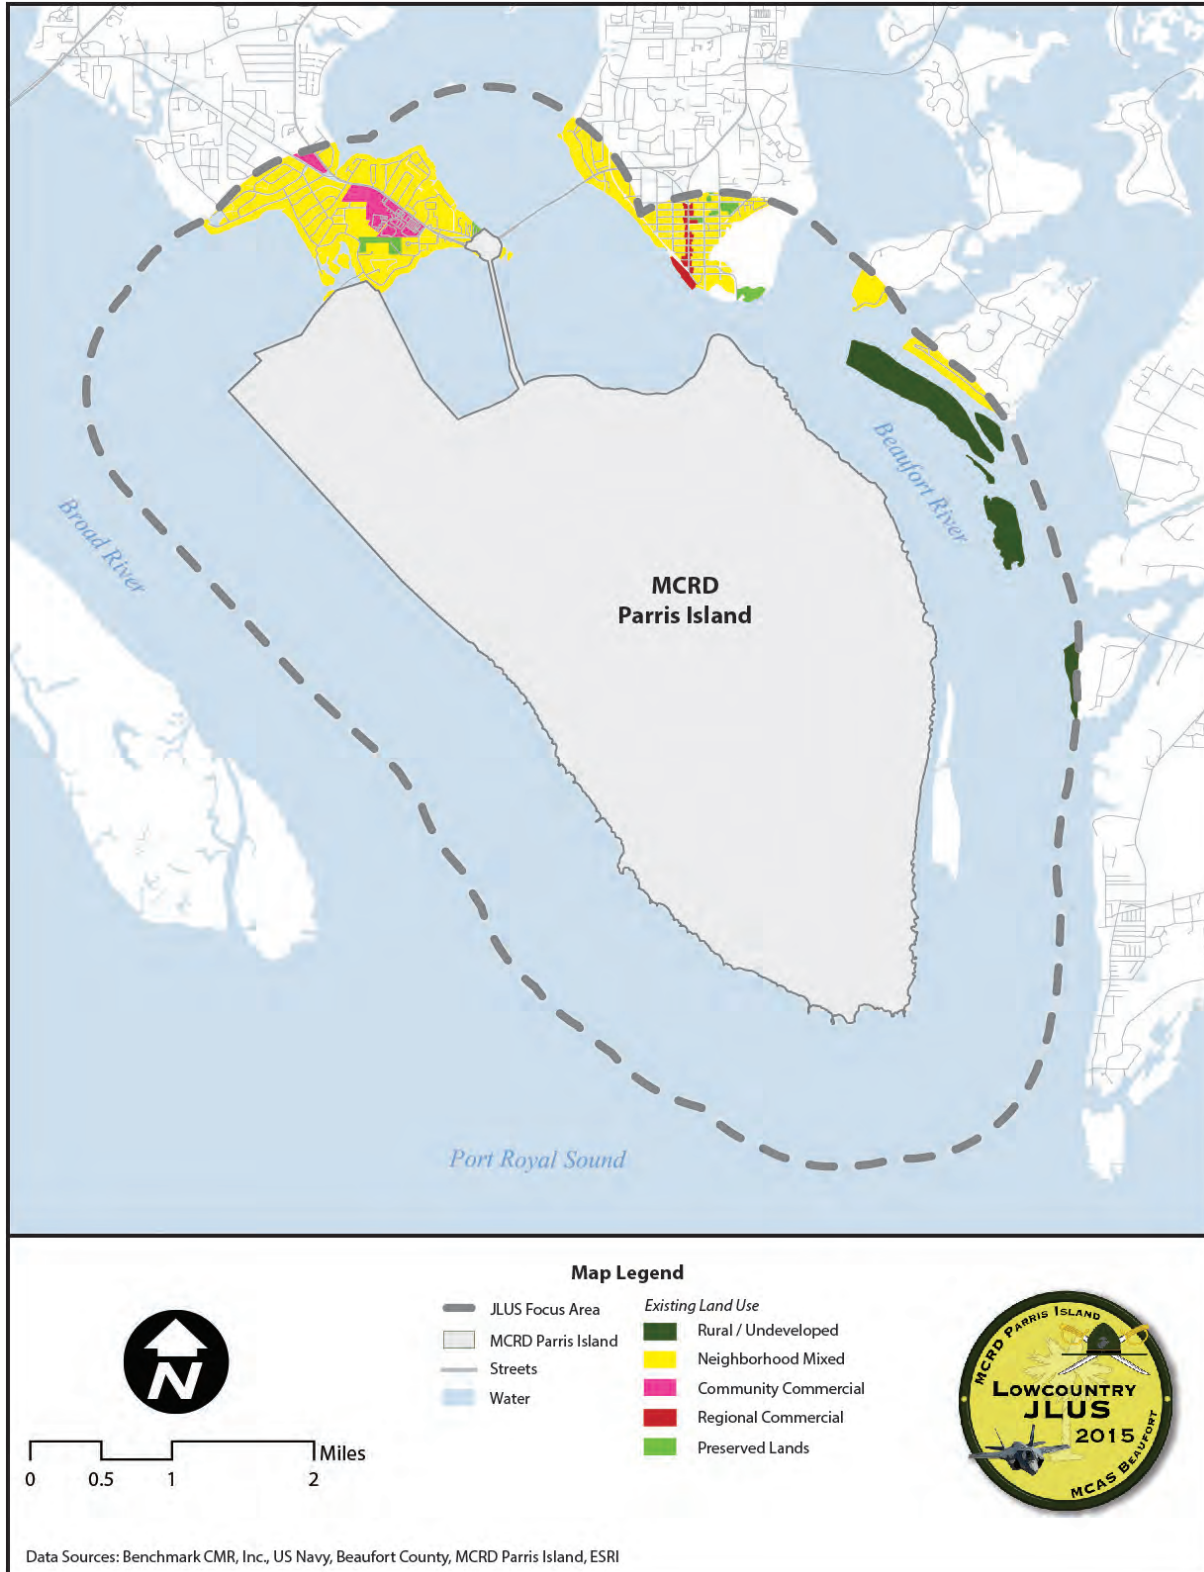 Broad River
Beaufort River
MCRD
Parris Island
Port Royal Sound
Map Legend
JLUS Focus Area
MCRD Parris Island
Streets
Water
Existing Land Use
Rural / Undeveloped
Neighborhood Mixed
Community Commercial
Regional Commercial
Preserved Lands
N
Miles
0 0.5 1 2
MCRD PARRIS ISLAND
LOWCOUNTRY
JLUS
2015
MCAS BEAUFORT
Data Sources: Benchmark CMR, Inc., US Navy, Beaufort County, MCRD Parris Island, ESRI